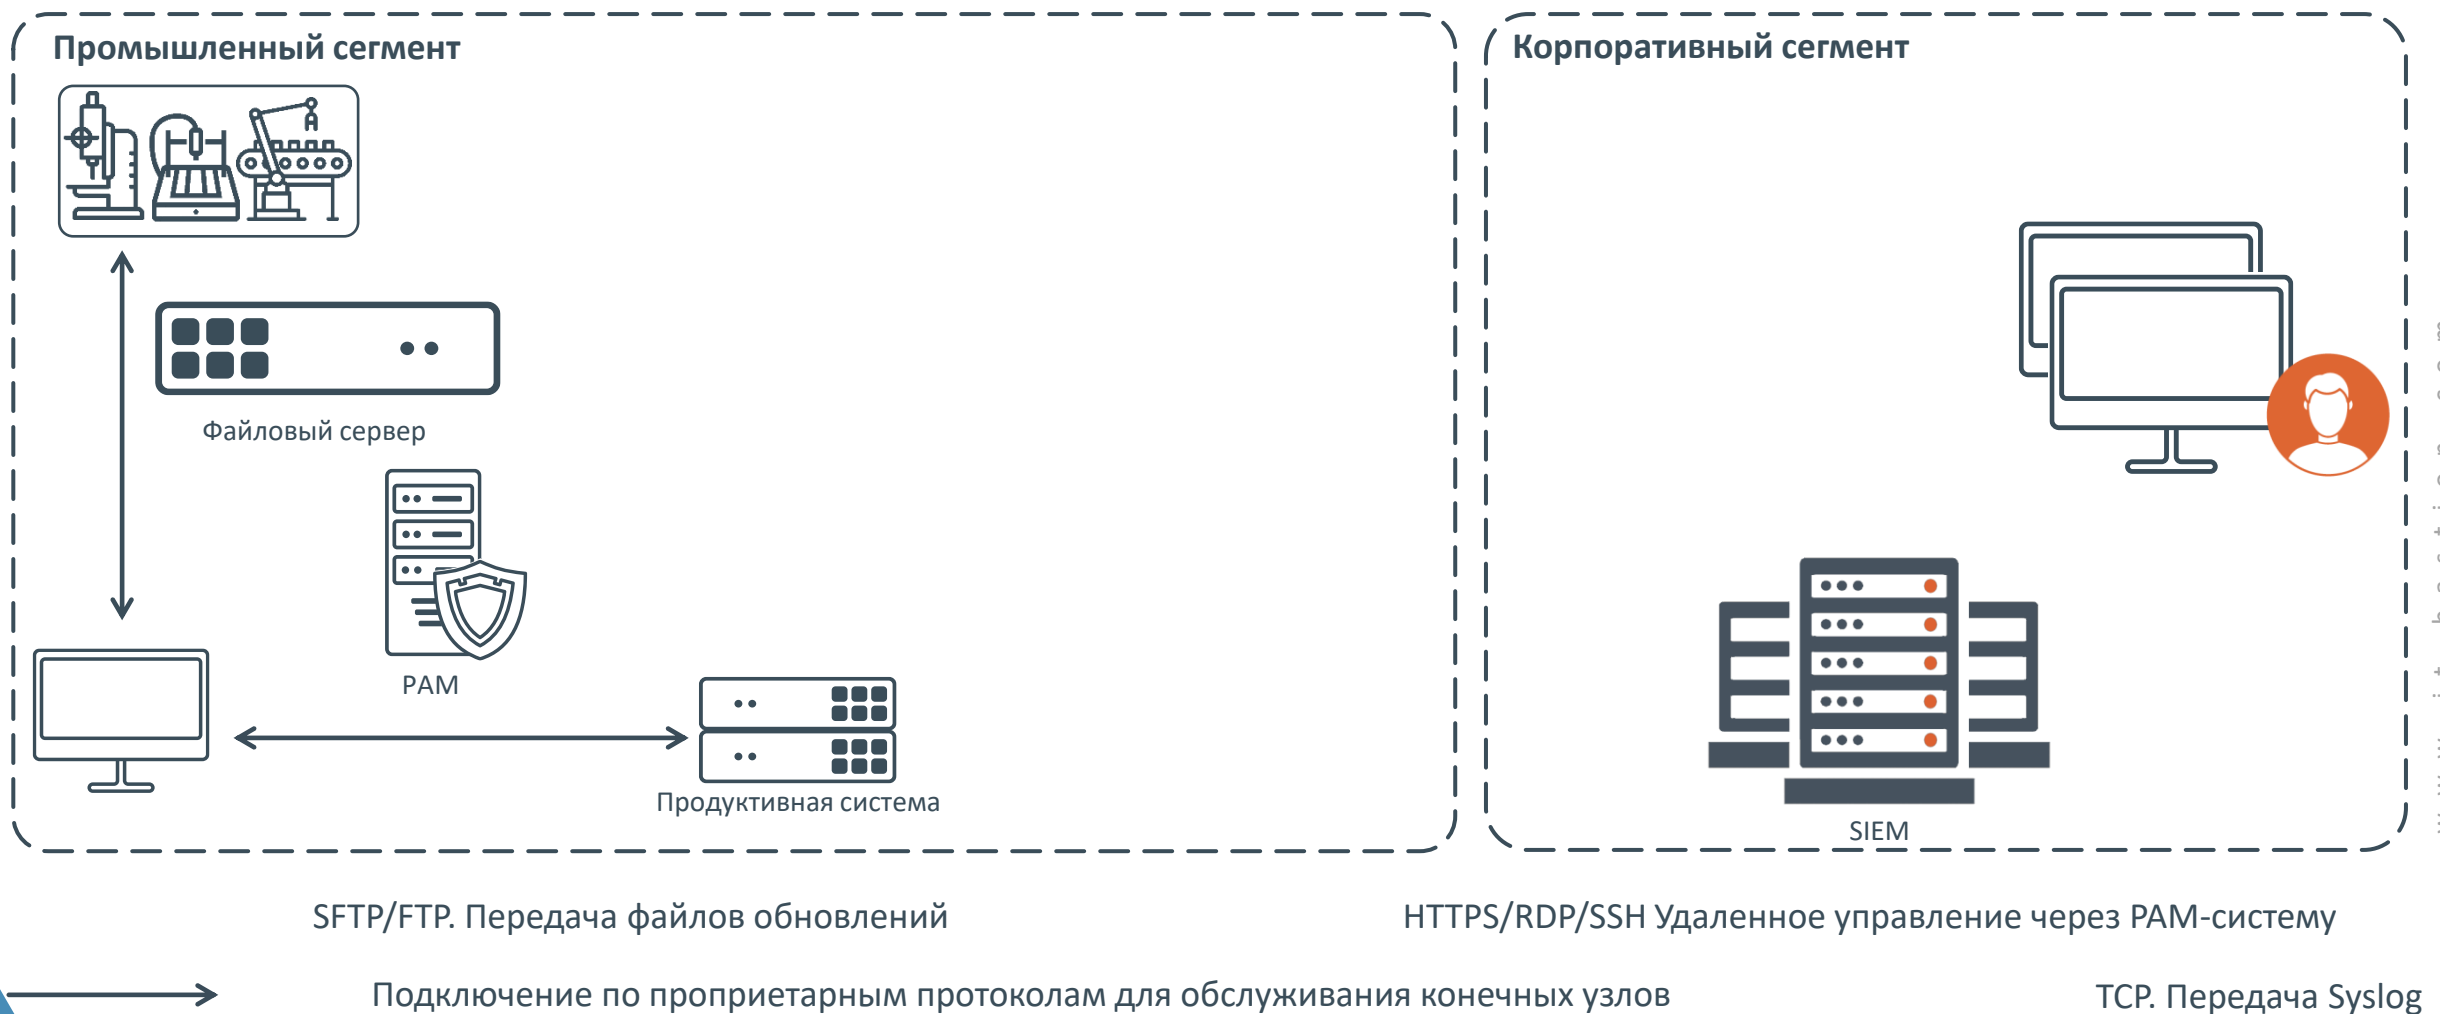 Промышленный сегмент
Корпоративный сегмент
Файловый сервер
PAM
Продуктивная система
SIEM
SFTP/FTP. Передача файлов обновлений
HTTPS/RDP/SSH Удаленное управление через РАМ-систему
Подключение по проприетарным протоколам для обслуживания конечных узлов
TCP. Передача Syslog